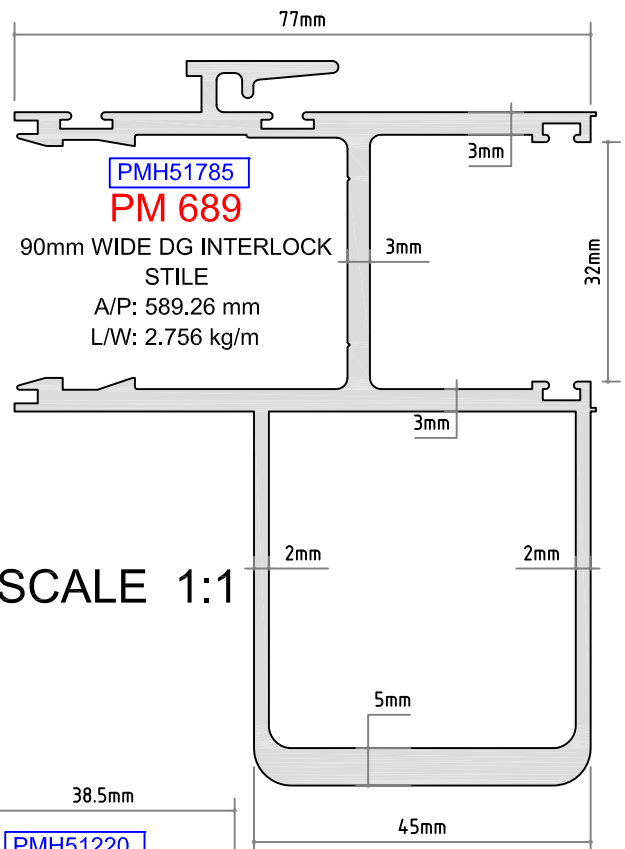 77mm
3mm
PMH51785
PM 689
90mm WIDE DG INTERLOCK
STILE
A/P: 589.26 mm
L/W: 2.756 kg/m
3mm
32mm
3mm
2mm
2mm
SCALE 1:1
5mm
38.5mm
45mm
PMH51220